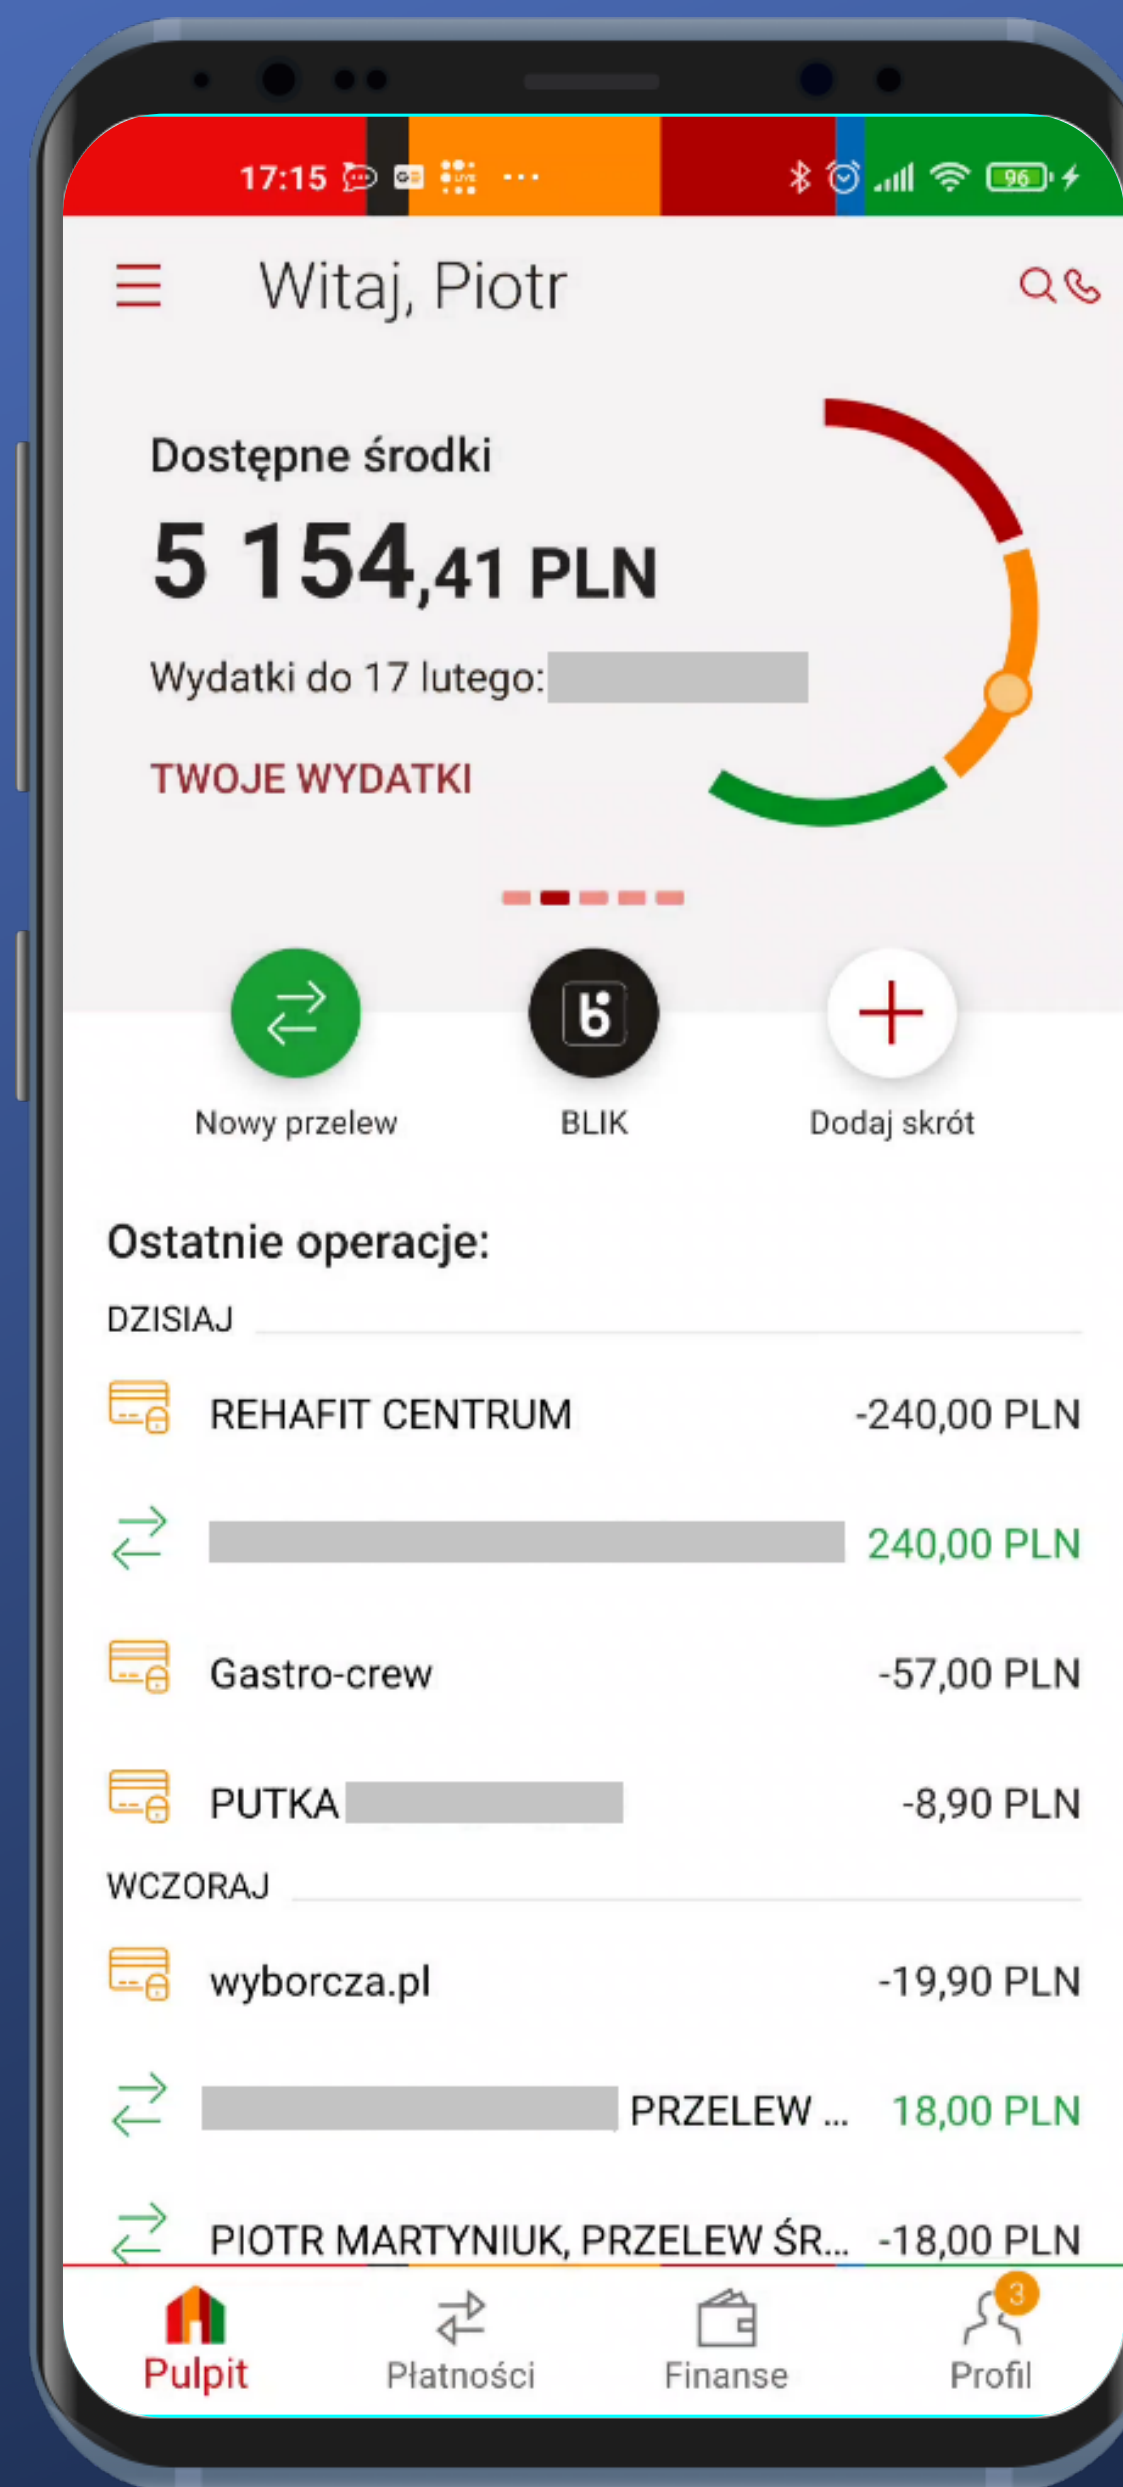 17:15 ... 96
Witaj, Piotr
Dostępne środki
5 154,41 PLN
Wydatki do 17 lutego:
TWOJE WYDATKI
Nowy przelew BLIK Dodaj skrót
Ostatnie operacje:
DZISIAJ
REHAFIT CENTRUM -240,00 PLN
240,00 PLN
Gastro-crew -57,00 PLN
PUTKA -8,90 PLN
WCZORAJ
wyborcza.pl -19,90 PLN
PRZELEW ... 18,00 PLN
PIOTR MARTYNIUK, PRZELEW ŚR... -18,00 PLN
3
Pulpit Płatności Finanse Profil